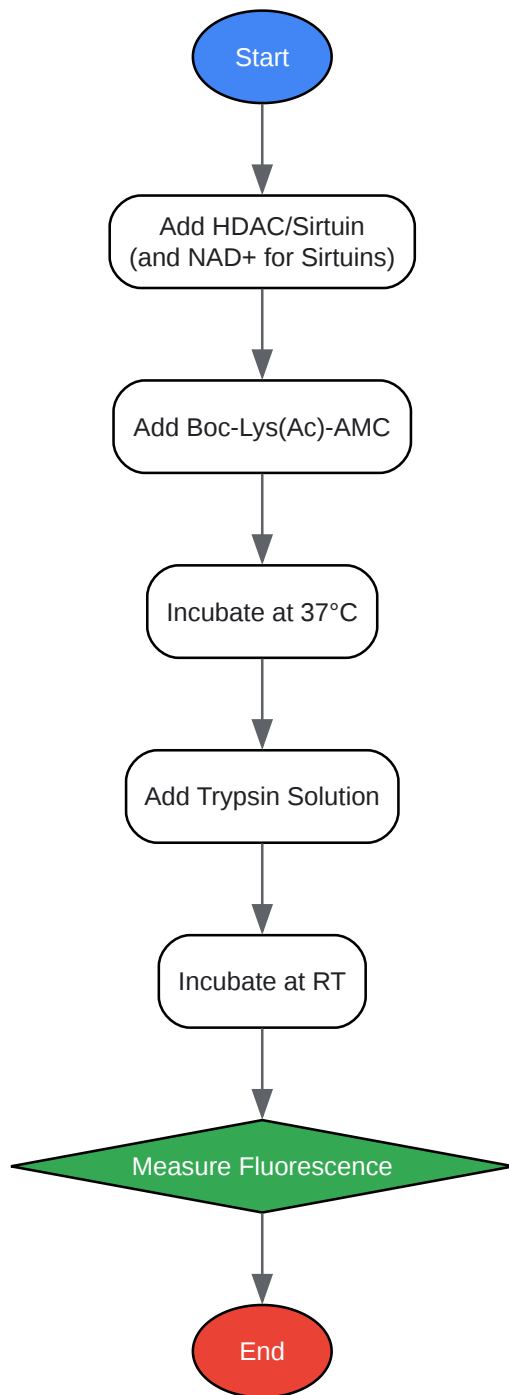 Start
Add HDAC/Sirtuin
(and NAD+ for Sirtuins)
Add Boc-Lys(Ac)-AMC
Incubate at 37°C
Add Trypsin Solution
Incubate at RT
Measure Fluorescence
End